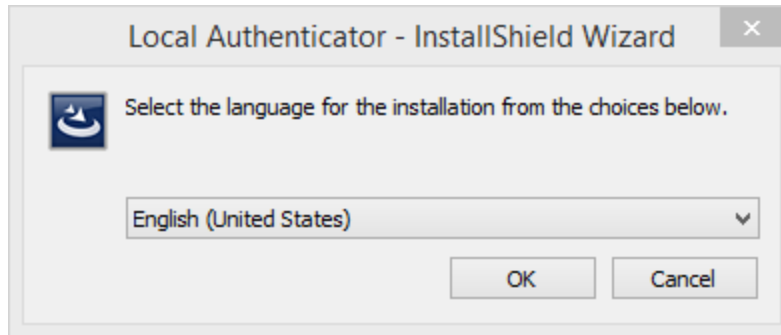 Local Authenticator - InstallShield Wizard
Select the language for the installation from the choices below.
English (United States)
OK Cancel